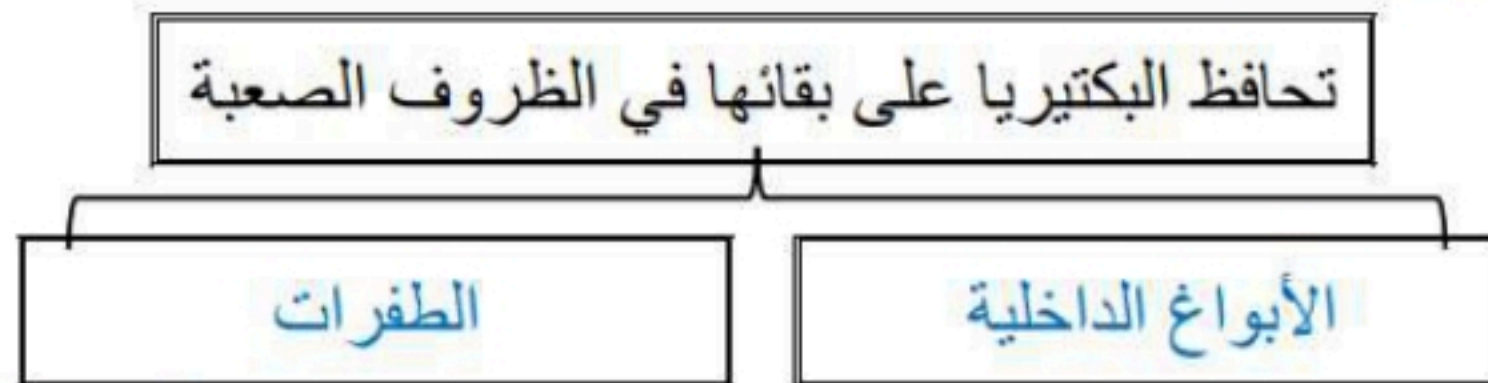 تحافظ البكتيريا على بقائها في الظروف الصعبة
الأبواغ الداخلية
الطفرات